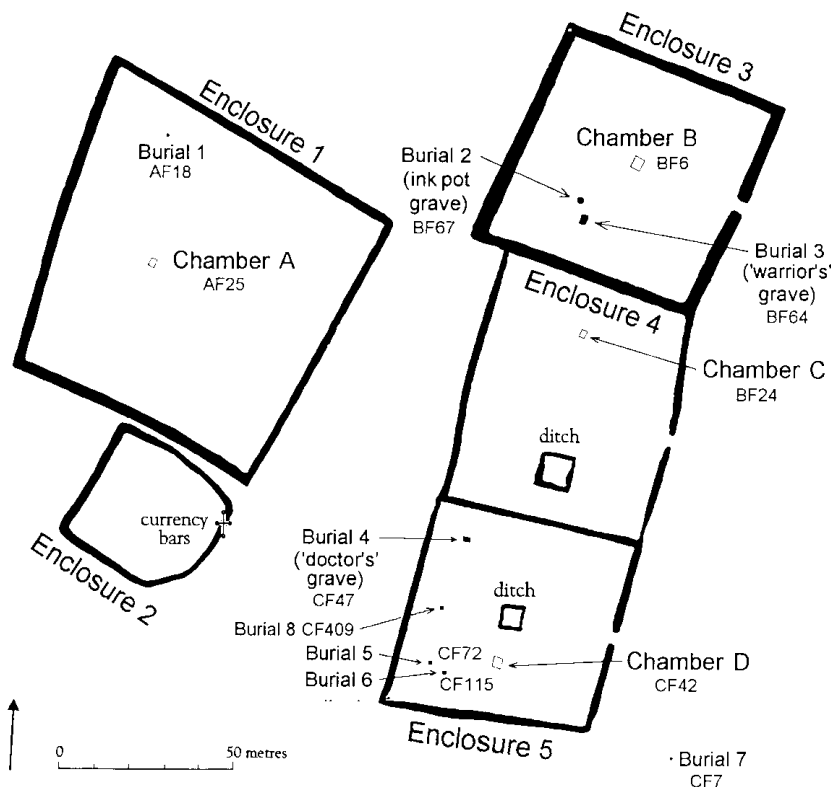 Enclosure 1
Burial 1
AF18
Chamber A
AF25
currency
bars
Enclosure 2
Enclosure 3
Chamber B
BF6
Burial 2
(ink pot
grave)
BF67
Burial 3
('warrior's'
grave)
BF64
Enclosure 4
Chamber C
BF24
ditch
Burial 4
('doctor's'
grave)
CF47
ditch
Burial 8 CF409
Burial 5
CF72
Burial 6
CF115
Chamber D
CF42
Enclosure 5
Burial 7
CF7
0
50 metres